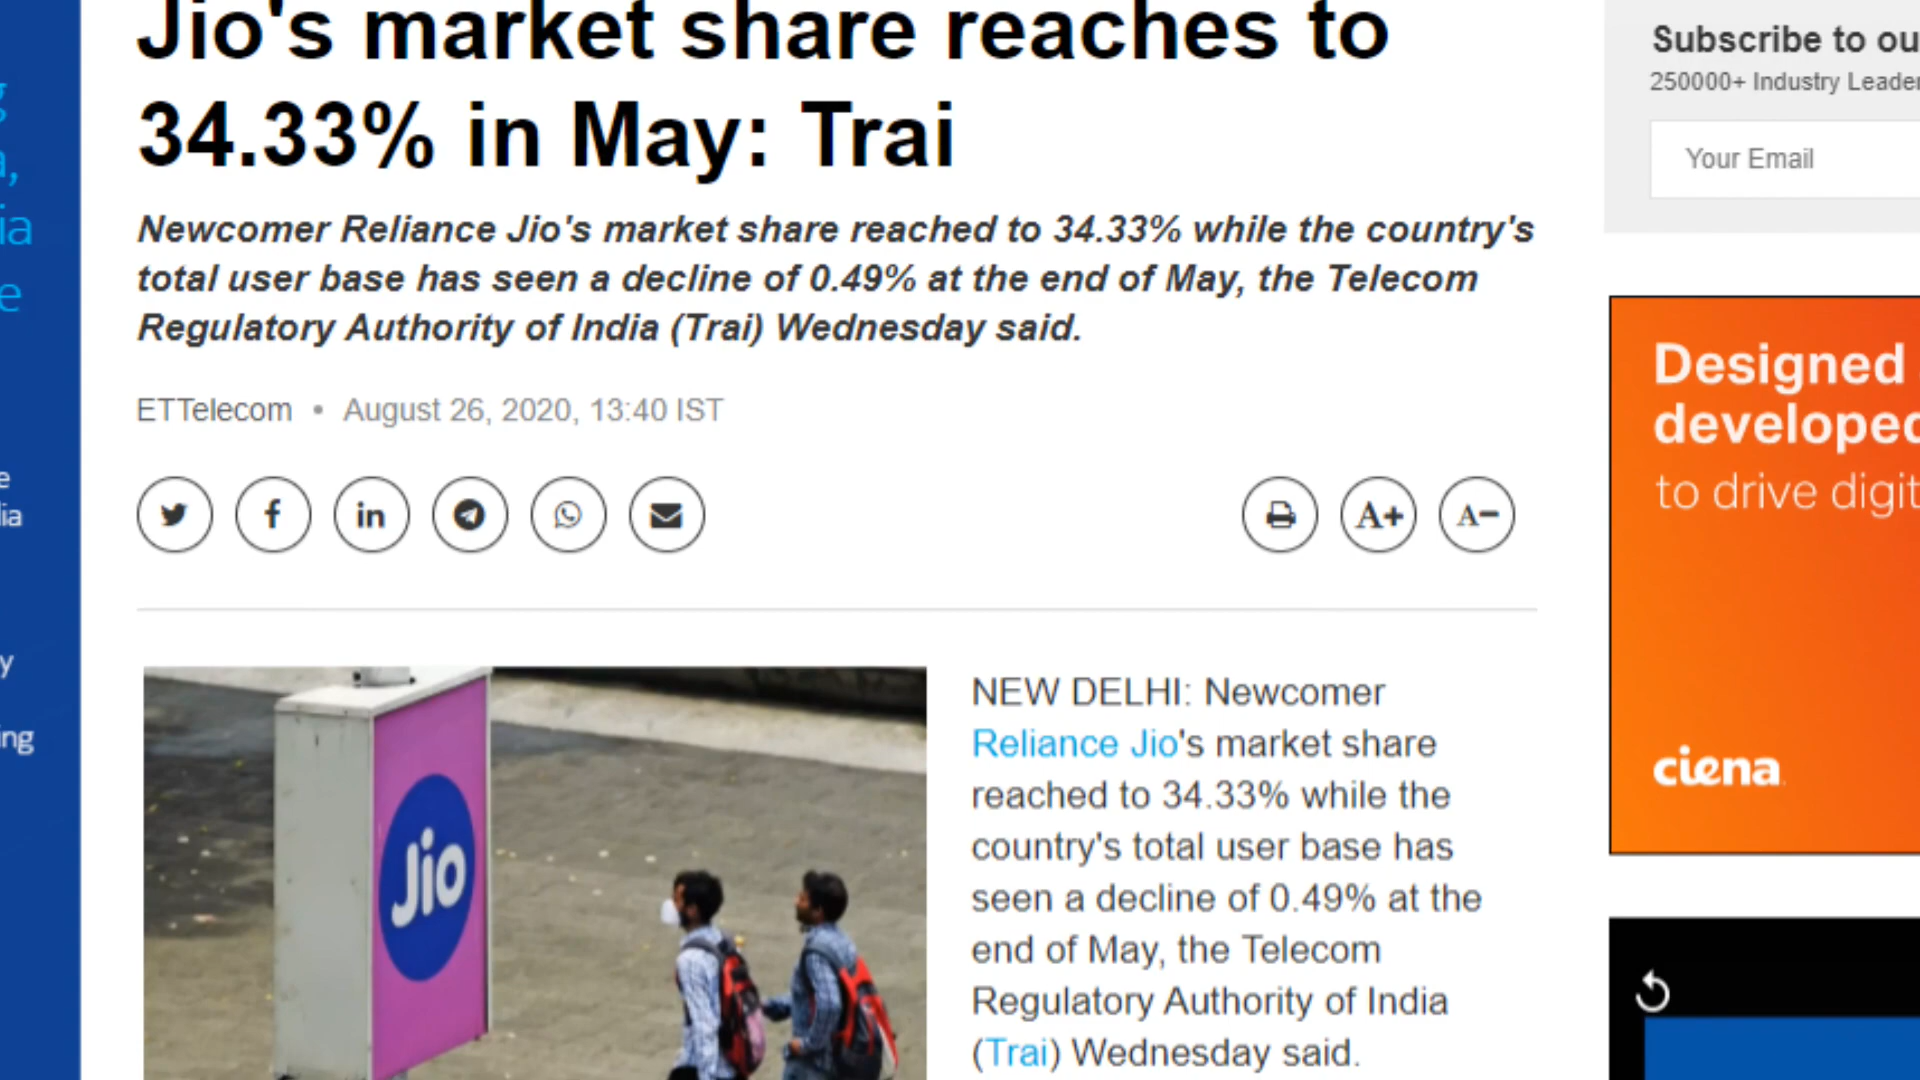 Jio's market share reaches to
34.33% in May: Trai
Newcomer Reliance Jio's market share reached to 34.33% while the country's
total user base has seen a decline of 0.49% at the end of May, the Telecom
Regulatory Authority of India (Trai) Wednesday said.
ETTelecom • August 26, 2020, 13:40 IST
A+
A-
Jio
NEW DELHI: Newcomer
Reliance Jio's market share
reached to 34.33% while the
country's total user base has
seen a decline of 0.49% at the
end of May, the Telecom
Regulatory Authority of India
(Trai) Wednesday said.
Subscribe to
250000+ Industry
Your Email
Designed
developed
to drive
ciena